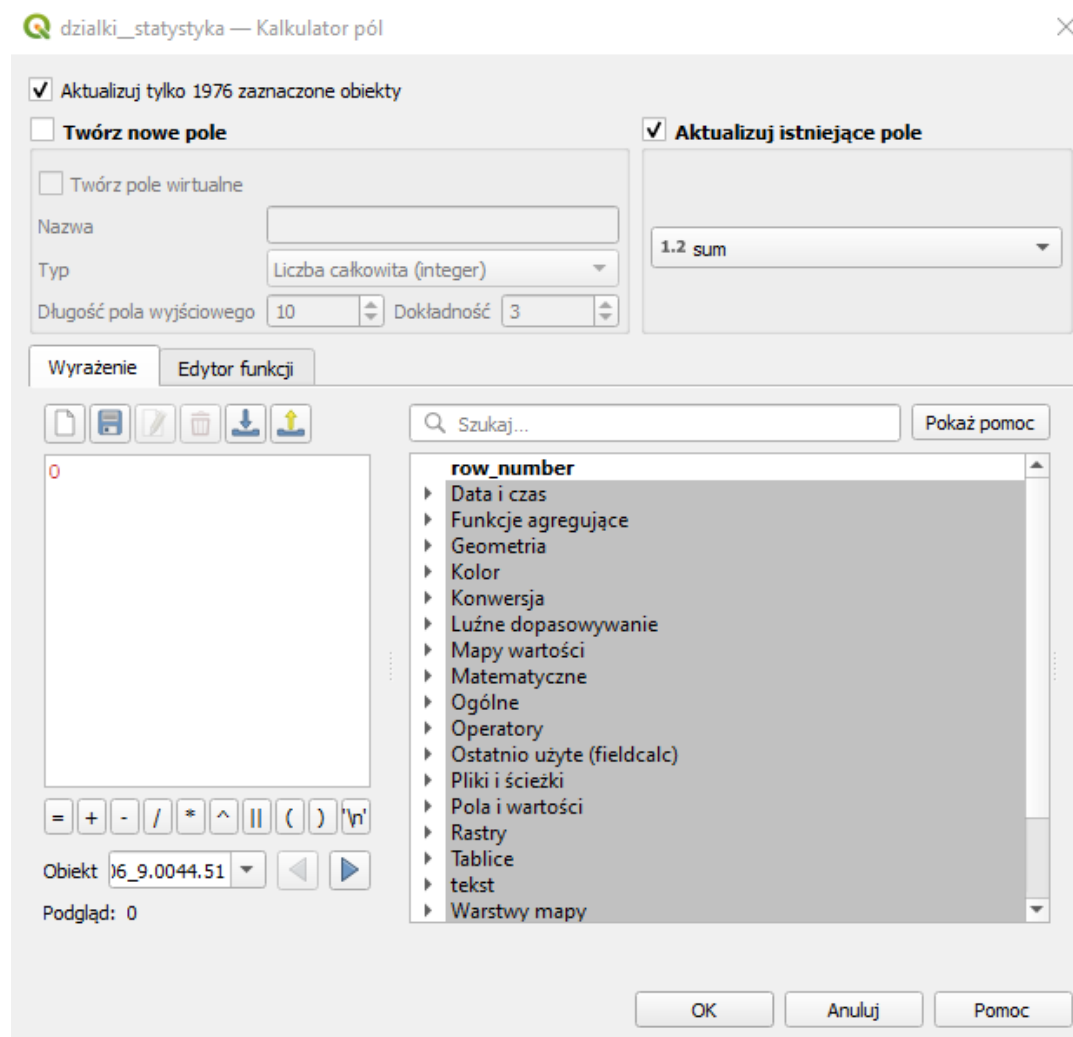 dzialki__statystyka — Kalkulator pól
Aktualizuj tylko 1976 zaznaczone obiekty
Twórz nowe pole
Twórz pole wirtualne
Nazwa
Typ Liczba całkowita (integer)
Długość pola wyjściowego 10 Dokładność 3
Aktualizuj istniejące pole
1.2 sum
Wyrażenie Edytor funkcji
0
= + - / * ^ || ( ) '\n'
Obiekt )6_9.0044.51
Podgląd: 0
Szukaj... Pokaż pomoc
row_number
Data i czas
Funkcje agregujące
Geometria
Kolor
Konwersja
Luźne dopasowywanie
Mapy wartości
Matematyczne
Ogólne
Operatory
Ostatnio użyte (fieldcalc)
Pliki i ścieżki
Pola i wartości
Rastry
Tablice
tekst
Warstwy mapy
OK Anuluj Pomoc